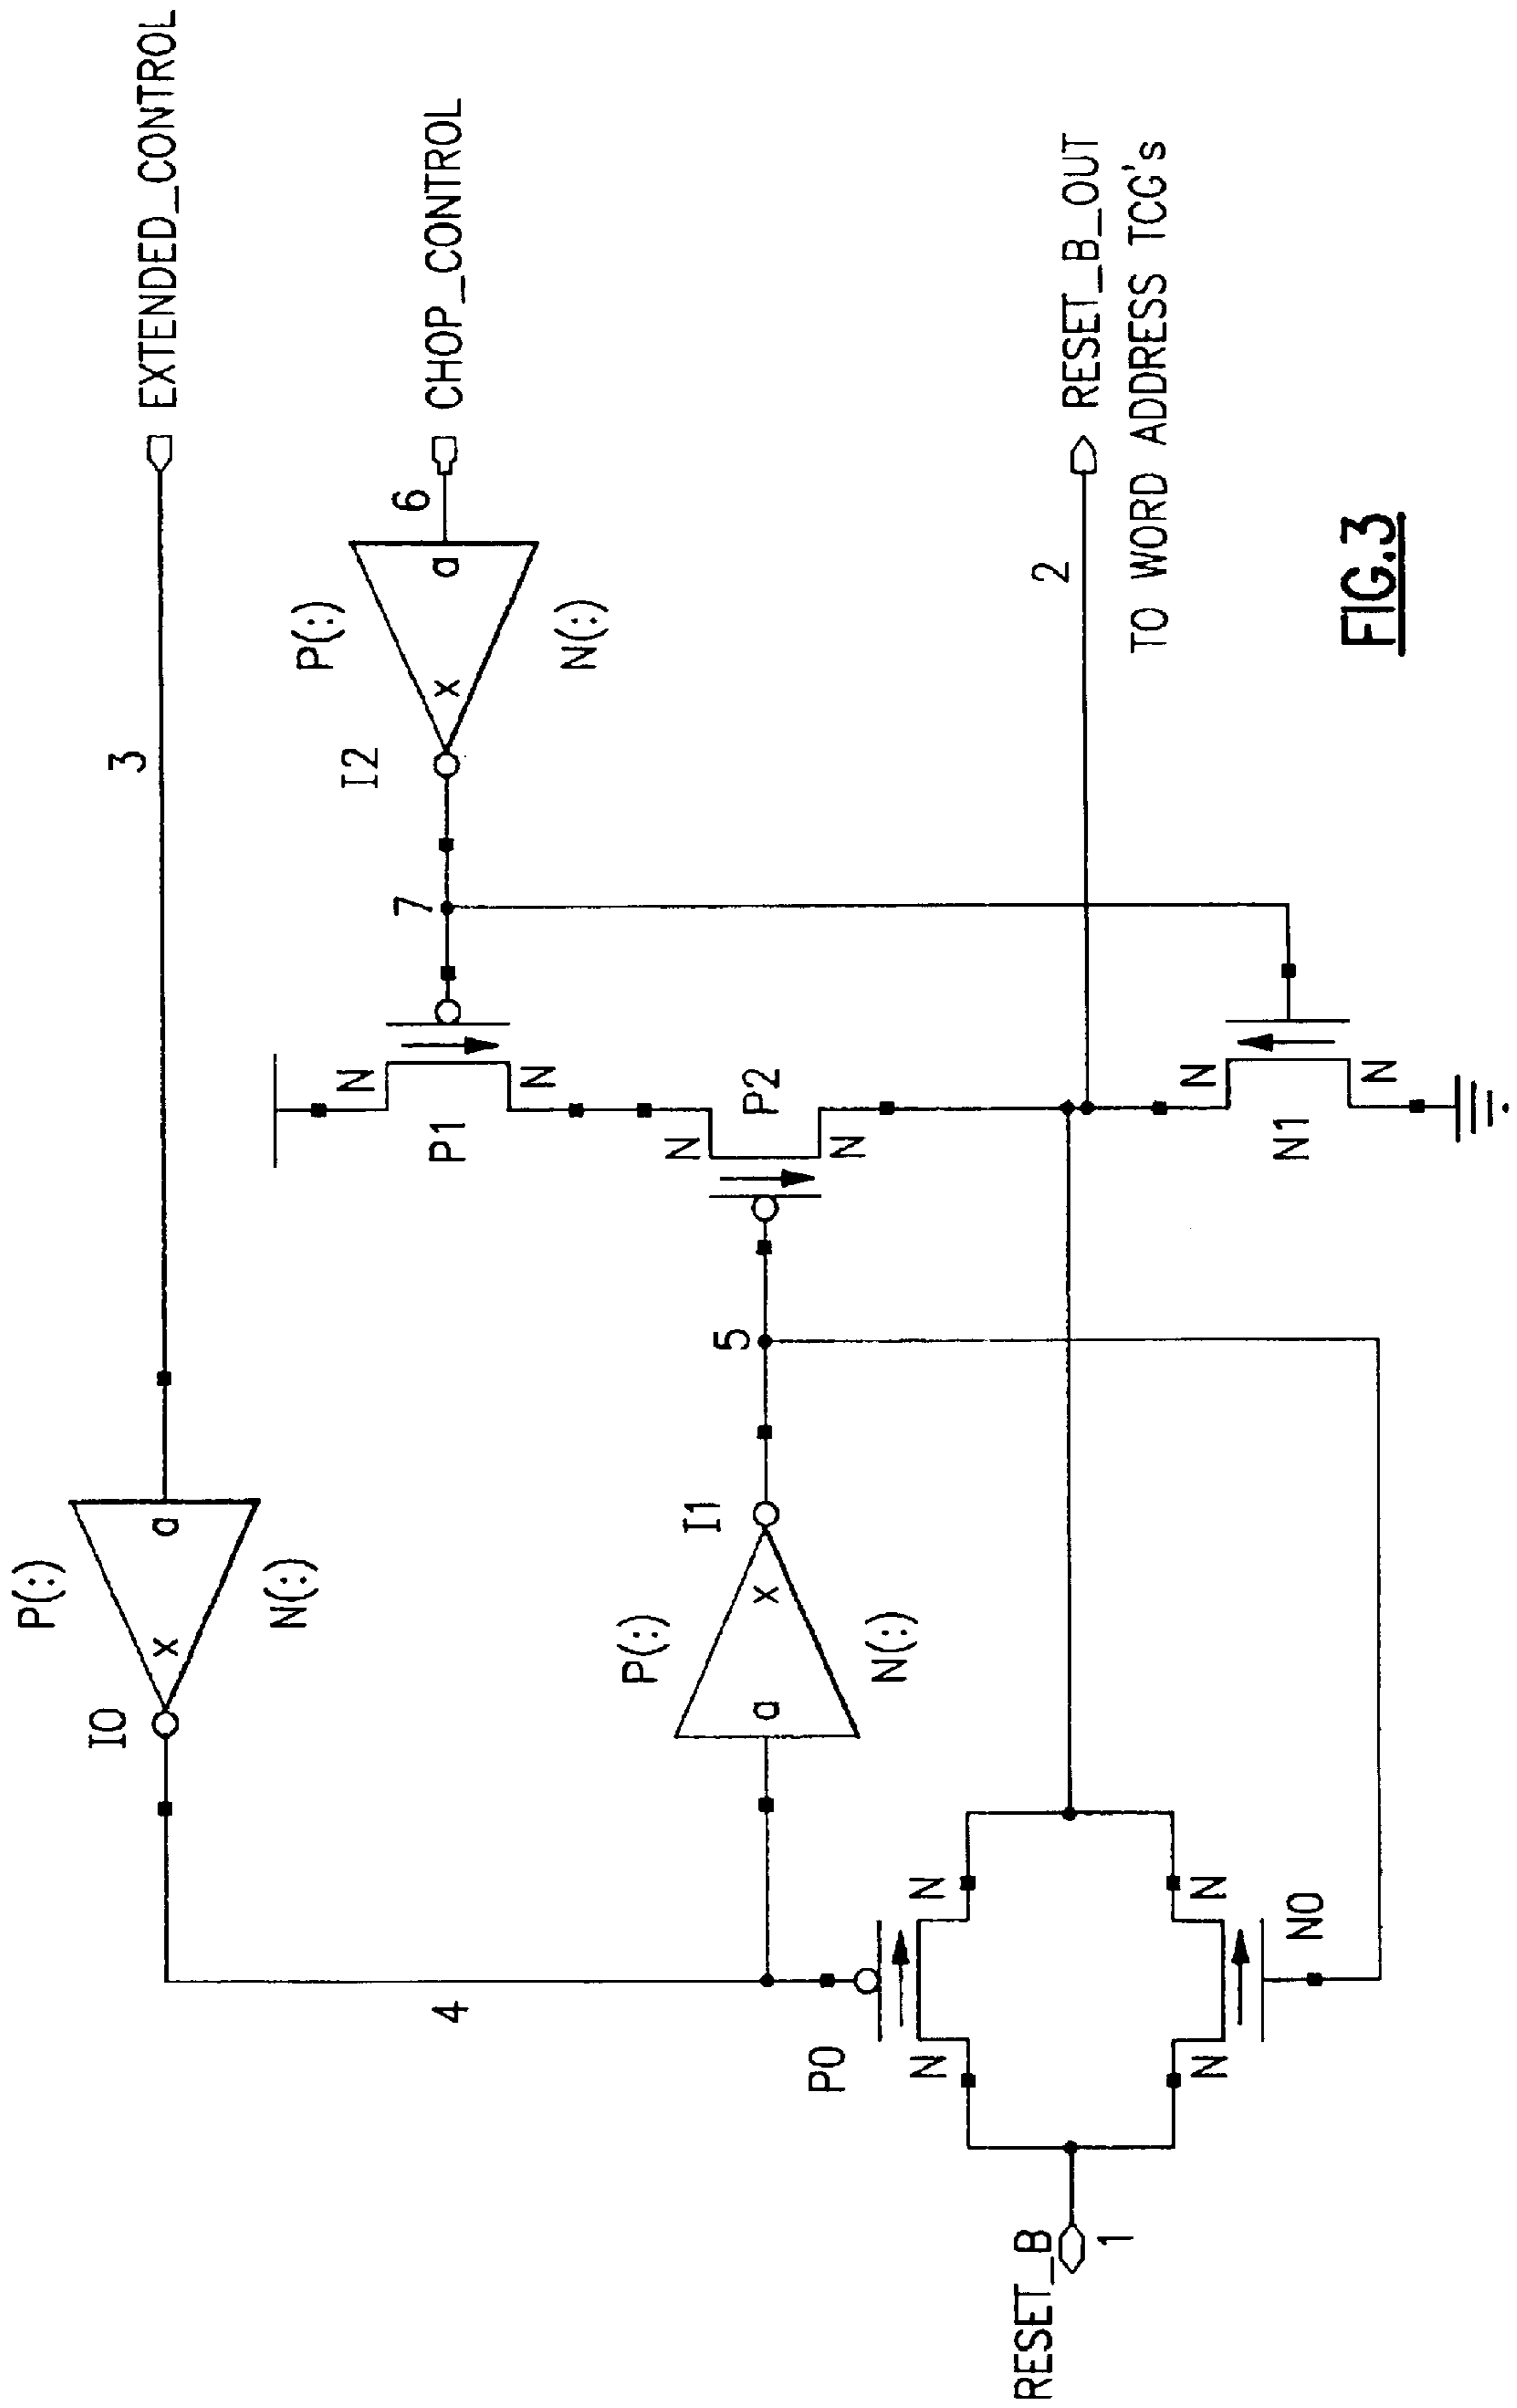 EXTENDED_CONTROL
3
P(:)
a
x
N(:)
I0
4
CHOP_CONTROL
6
P(:)
a
x
N(:)
I2
7
N
N
P1
P2
N
N
5
I1
P(:)
x
a
N(:)
P0
N
N
N
N
N0
RESET_B
1
N
N
N1
2
RESET_B_OUT
TO WORD ADDRESS TCG's
FIG.3